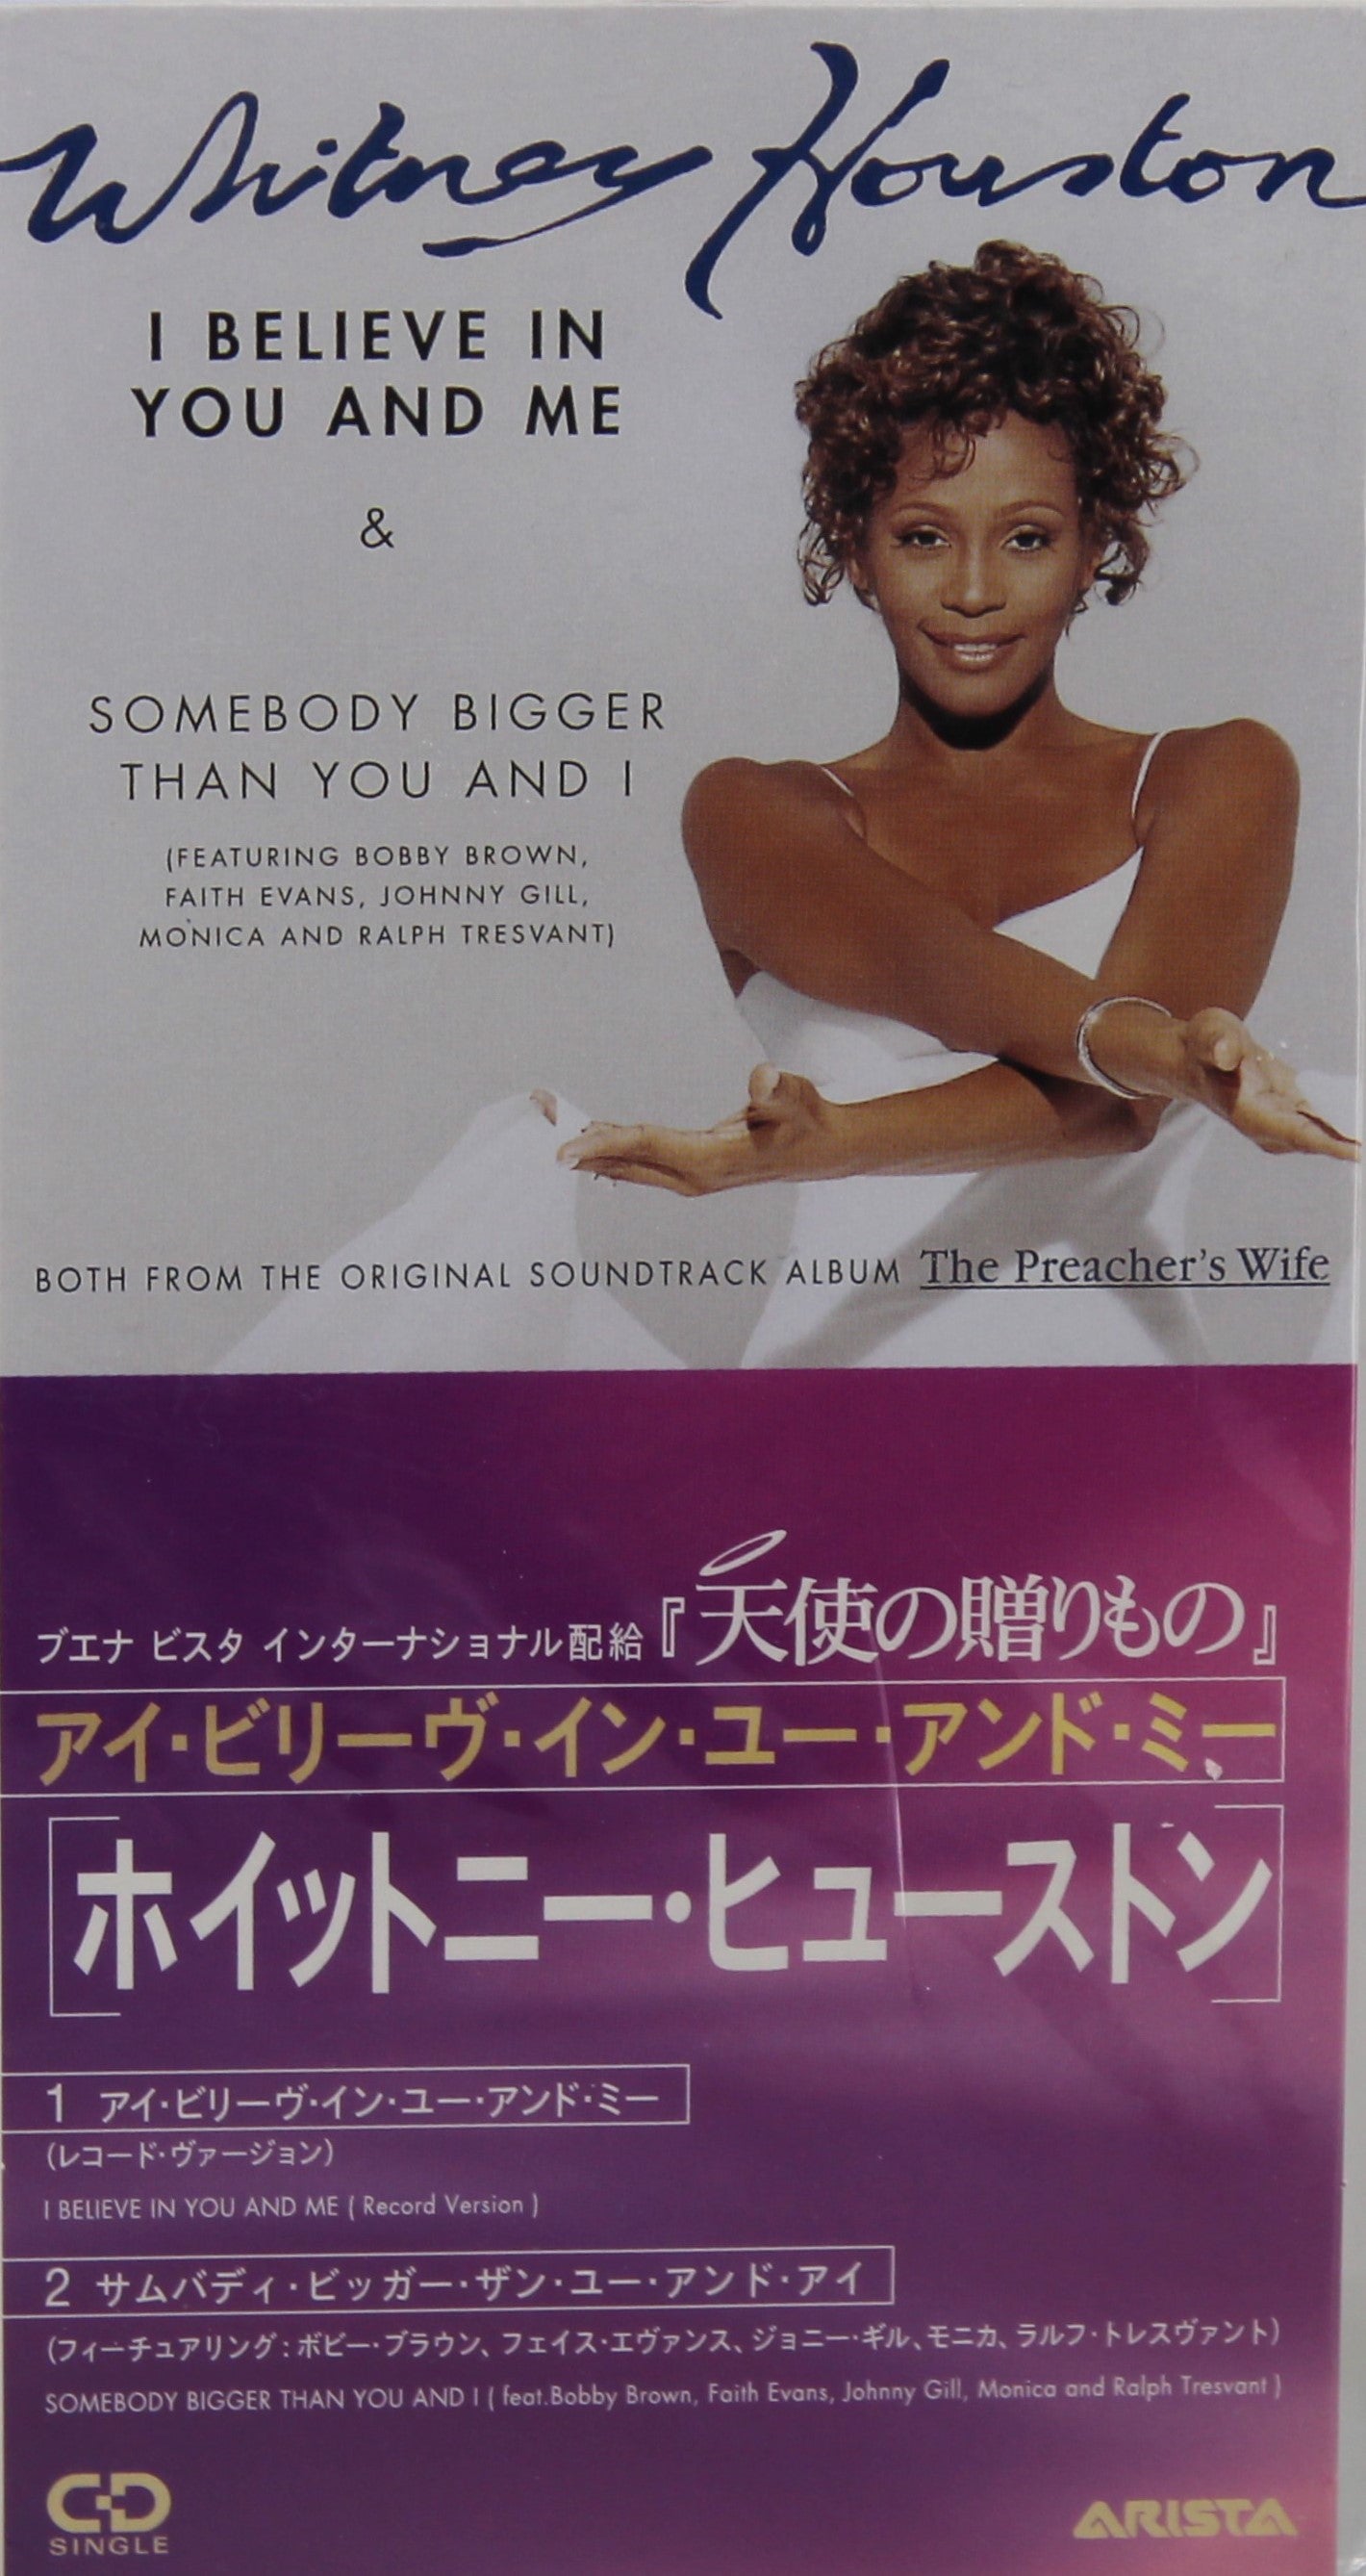 Whitney Houston
I BELIEVE IN
YOU AND ME
&
SOMEBODY BIGGER
THAN YOU AND I
(FEATURING BOBBY BROWN,
FAITH EVANS, JOHNNY GILL,
MONICA AND RALPH TRESVANT)
BOTH FROM THE ORIGINAL SOUNDTRACK ALBUM The Preacher's Wife
ブエナ ビスタ インターナショナル配給『天使の贈りもの』
アイ・ビリーヴ・イン・ユー・アンド・ミー
ホイットニー・ヒューストン
1 アイ・ビリーヴ・イン・ユー・アンド・ミー
(レコード・ヴァージョン)
I BELIEVE IN YOU AND ME ( Record Version )
2 サムバディ・ビッガー・ザン・ユー・アンド・アイ
(フィーチュアリング：ボビー・ブラウン、フェイス・エヴァンス、ジョニー・ギル、モニカ、ラルフ・トレスヴァント)
SOMEBODY BIGGER THAN YOU AND I ( feat.Bobby Brown, Faith Evans, Johnny Gill, Monica and Ralph Tresvant )
CD
SINGLE
ARISTA